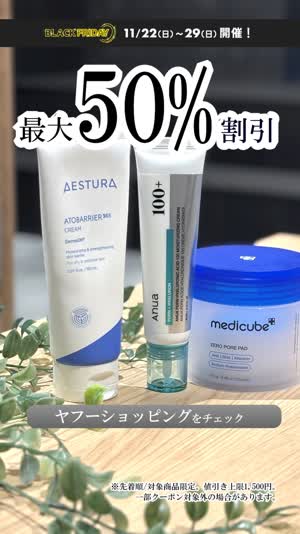 BLACK FRIDAY 11/22(日)~29(日)開催!
最大50%割引
AESTURA
ATOBARRIER 365
CREAM
100+
Anua
medicube
ZERO PORE PAD
ヤフーショッピングをチェック
※先着順/対象商品限定。値引き上限1,500円。
一部クーポン対象外の場合があります。